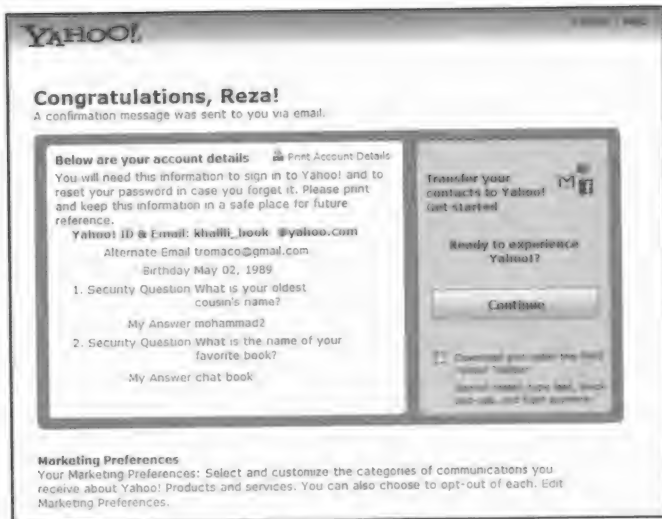 YAHOO!
Congratulations, Reza!
A confirmation message was sent to you via email.
Below are your account details
Print Account Details
You will need this information to sign in to Yahoo! and to
reset your password in case you forget it. Please print
and keep this information in a safe place for future
reference.
Yahoo! ID & Email: khalili_hook @yahoo.com
Alternate Email tromaco@gmail.com
Birthday May 02, 1989
1. Security Question What is your oldest
cousin's name?
My Answer mohammad2
2. Security Question What is the name of your
favorite book?
My Answer chat book
Transfer your
contacts to Yahoo!
Get started
Ready to experience
Yahoo!?
Continue
Marketing Preferences
Your Marketing Preferences: Select and customize the categories of communications you
receive about Yahoo! Products and services. You can also choose to opt-out of each. Edit
Marketing Preferences.